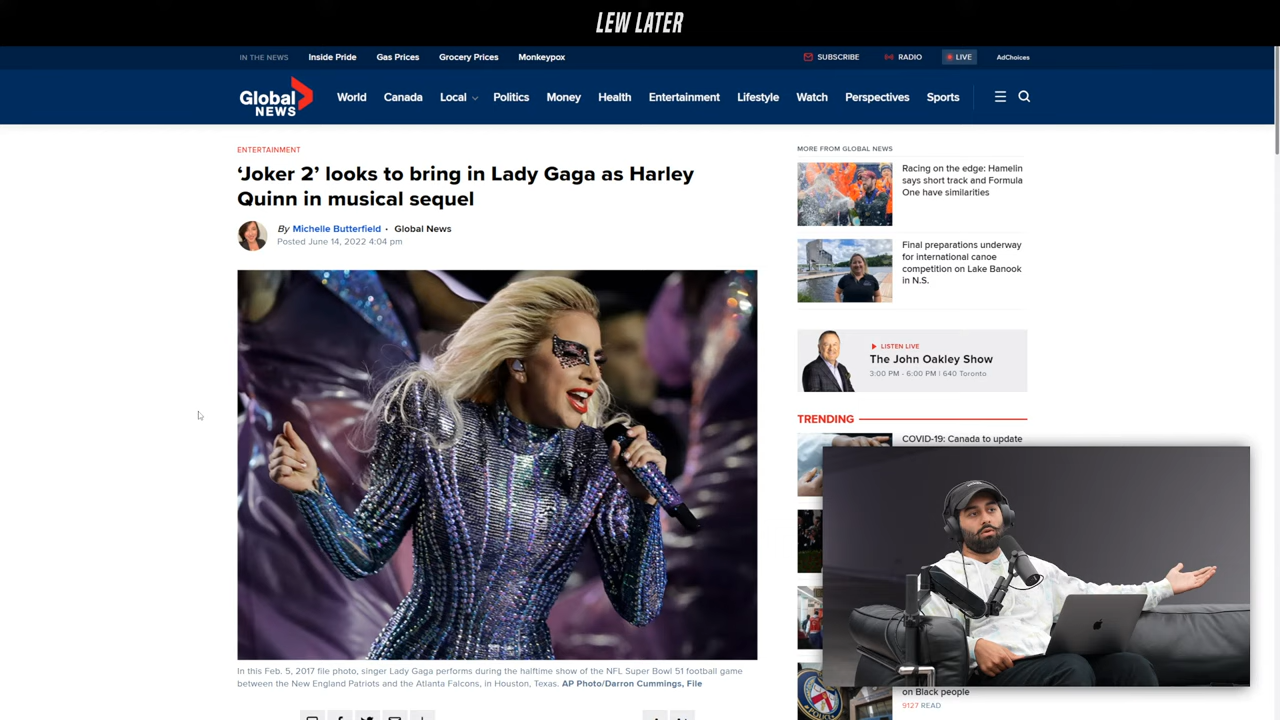 LEW LATER
IN THE NEWS Inside Pride Gas Prices Grocery Prices Monkeypox SUBSCRIBE RADIO LIVE AdChoices
Global NEWS
World Canada Local Politics Money Health Entertainment Lifestyle Watch Perspectives Sports
ENTERTAINMENT
‘Joker 2’ looks to bring in Lady Gaga as Harley
Quinn in musical sequel
By Michelle Butterfield · Global News
Posted June 14, 2022 4:04 pm
In this Feb. 5, 2017 file photo, singer Lady Gaga performs during the halftime show of the NFL Super Bowl 51 football game
between the New England Patriots and the Atlanta Falcons, in Houston, Texas. AP Photo/Darron Cummings, File
MORE FROM GLOBAL NEWS
Racing on the edge: Hamelin
says short track and Formula
One have similarities
Final preparations underway
for international canoe
competition on Lake Banook
in N.S.
LISTEN LIVE
The John Oakley Show
3:00 PM - 6:00 PM | 640 Toronto
TRENDING
COVID-19: Canada to update
on Black people
9127 READ